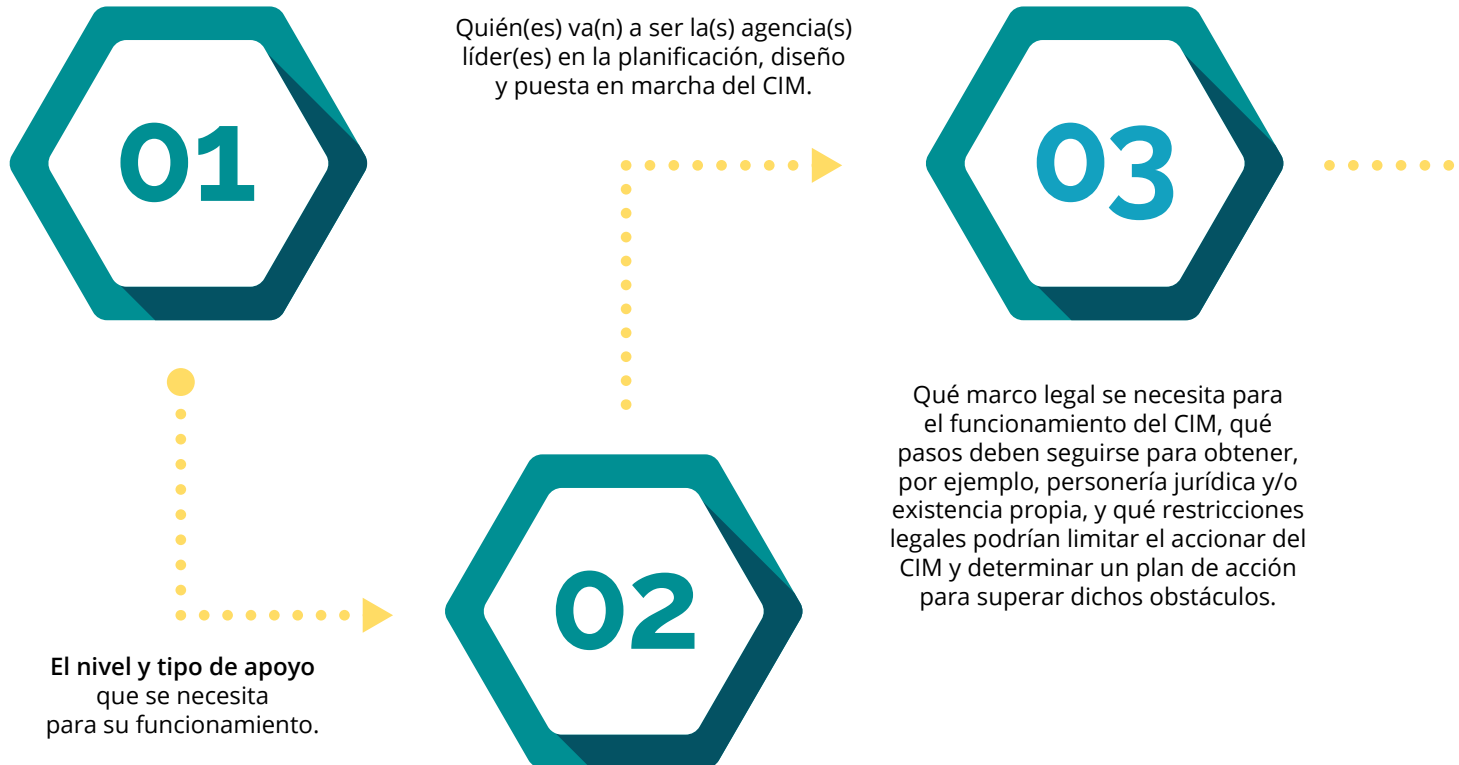 01
El nivel y tipo de apoyo
que se necesita
para su funcionamiento.
Quién(es) va(n) a ser la(s) agencia(s)
líder(es) en la planificación, diseño
y puesta en marcha del CIM.
02
03
Qué marco legal se necesita para
el funcionamiento del CIM, qué
pasos deben seguirse para obtener,
por ejemplo, personería jurídica y/o
existencia propia, y qué restricciones
legales podrían limitar el accionar del
CIM y determinar un plan de acción
para superar dichos obstáculos.